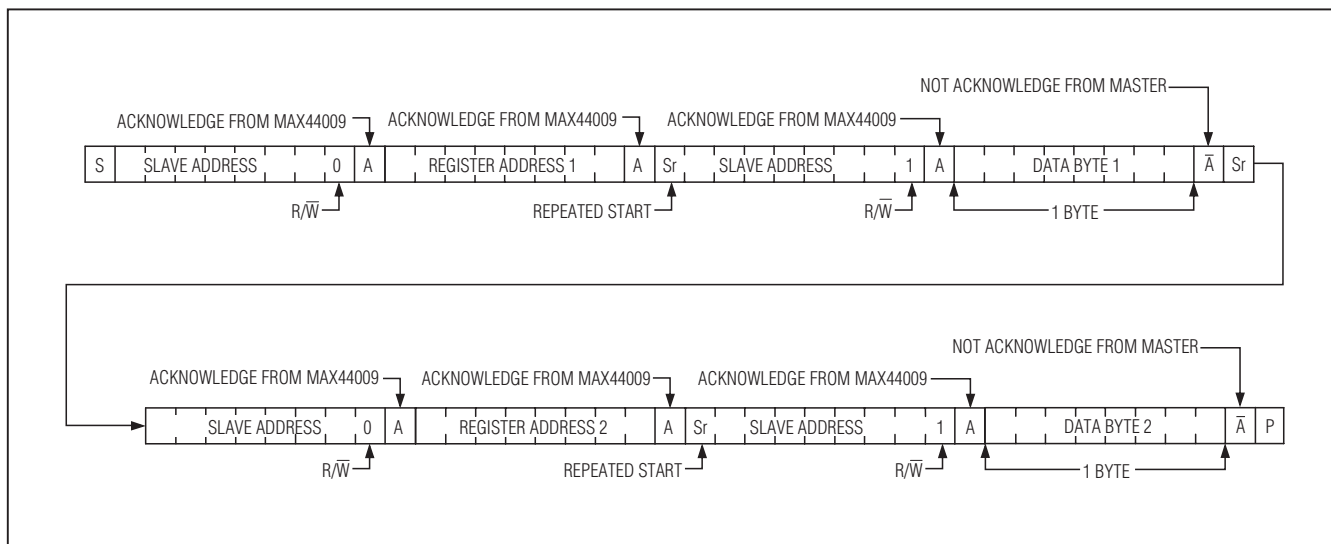 NOT ACKNOWLEDGE FROM MASTER
ACKNOWLEDGE FROM MAX44009 ACKNOWLEDGE FROM MAX44009 ACKNOWLEDGE FROM MAX44009
S SLAVE ADDRESS 0 A REGISTER ADDRESS 1 A Sr SLAVE ADDRESS 1 A DATA BYTE 1 A̅ Sr
R/W̅ REPEATED START R/W̅ 1 BYTE
NOT ACKNOWLEDGE FROM MASTER
ACKNOWLEDGE FROM MAX44009 ACKNOWLEDGE FROM MAX44009 ACKNOWLEDGE FROM MAX44009
SLAVE ADDRESS 0 A REGISTER ADDRESS 2 A Sr SLAVE ADDRESS 1 A DATA BYTE 2 A̅ P
R/W̅ REPEATED START R/W̅ 1 BYTE